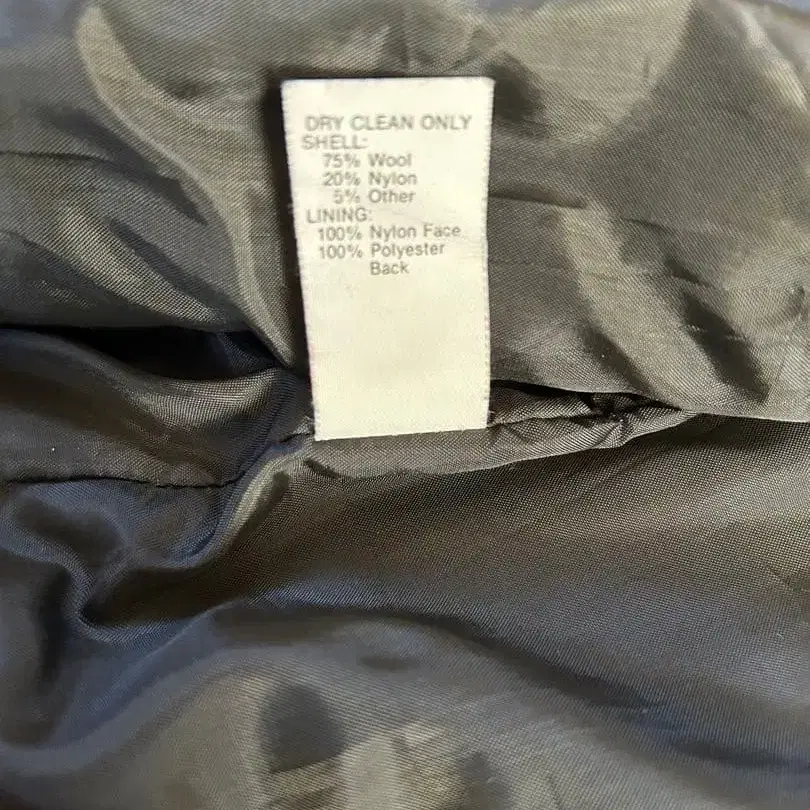 DRY CLEAN ONLY
SHELL:
75% Wool
20% Nylon
5% Other
LINING:
100% Nylon Face
100% Polyester
Back